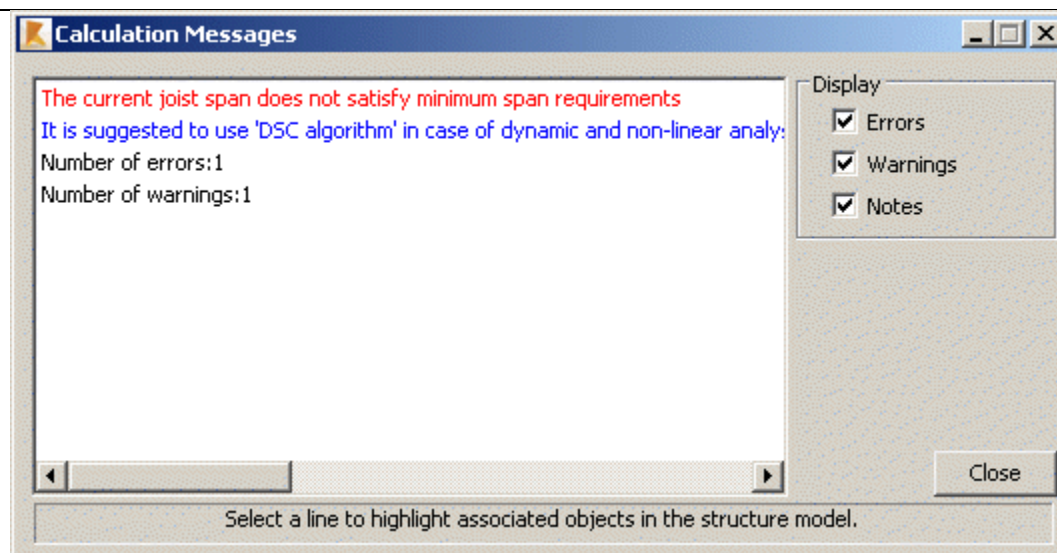 Calculation Messages
The current joist span does not satisfy minimum span requirements
It is suggested to use 'DSC algorithm' in case of dynamic and non-linear
Number of errors:1
Number of warnings:1
Display
Errors
Warnings
Notes
Close
Select a line to highlight associated objects in the structure model.